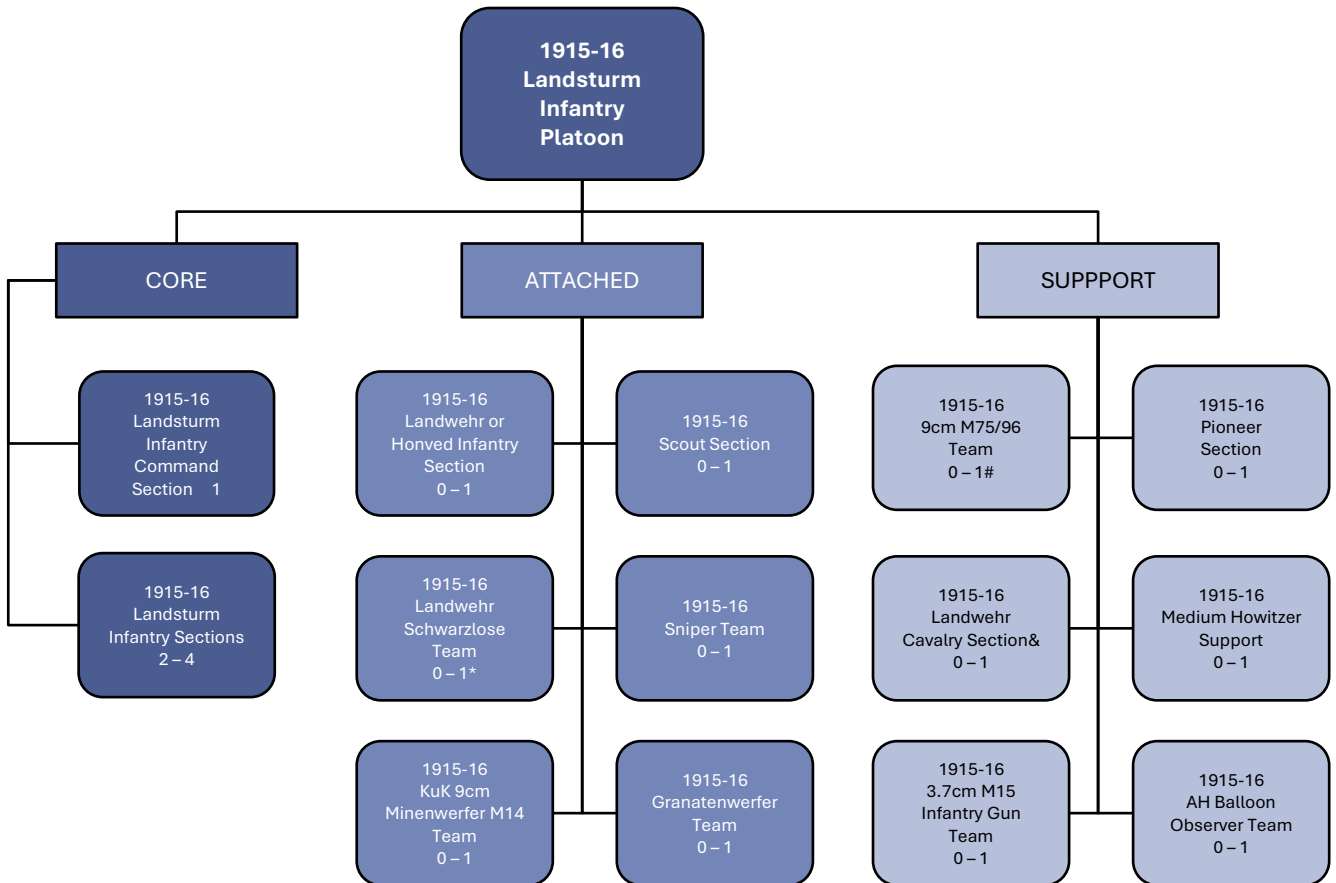 1915-16
Landsturm
Infantry
Platoon
CORE
ATTACHED
SUPPPORT
1915-16
Landsturm
Infantry
Command
Section 1
1915-16
Landsturm
Infantry Sections
2 – 4
1915-16
Landwehr or
Honved Infantry
Section
0 – 1
1915-16
Scout Section
0 – 1
1915-16
Landwehr
Schwarzlose
Team
0 – 1*
1915-16
Sniper Team
0 – 1
1915-16
KuK 9cm
Minenwerfer M14
Team
0 – 1
1915-16
Granatenwerfer
Team
0 – 1
1915-16
9cm M75/96
Team
0 – 1#
1915-16
Pioneer
Section
0 – 1
1915-16
Landwehr
Cavalry Section&
0 – 1
1915-16
Medium Howitzer
Support
0 – 1
1915-16
3.7cm M15
Infantry Gun
Team
0 – 1
1915-16
AH Balloon
Observer Team
0 – 1